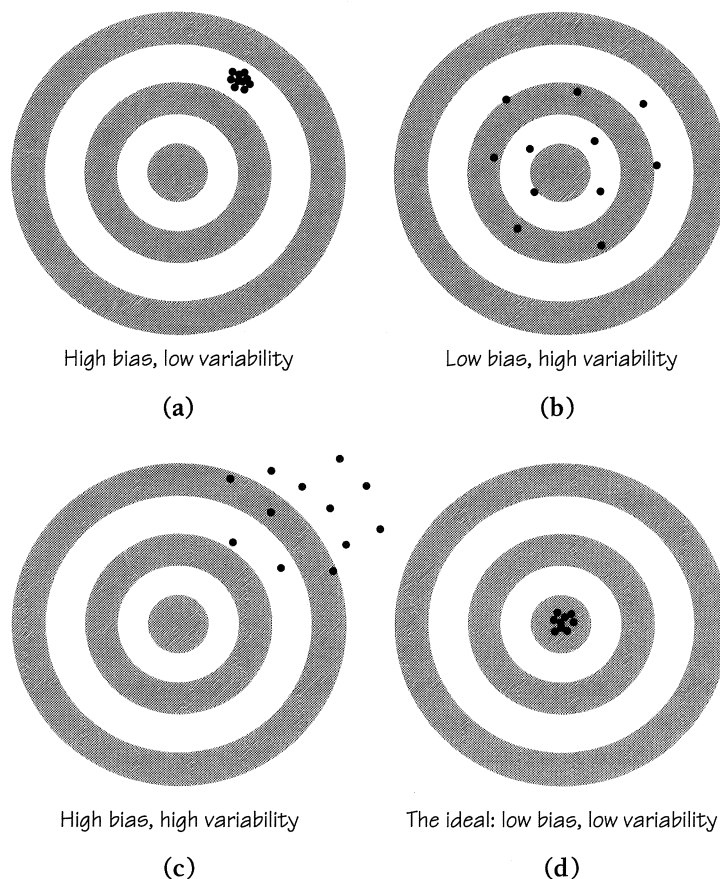 High bias, low variability
(a)
Low bias, high variability
(b)
High bias, high variability
(c)
The ideal: low bias, low variability
(d)